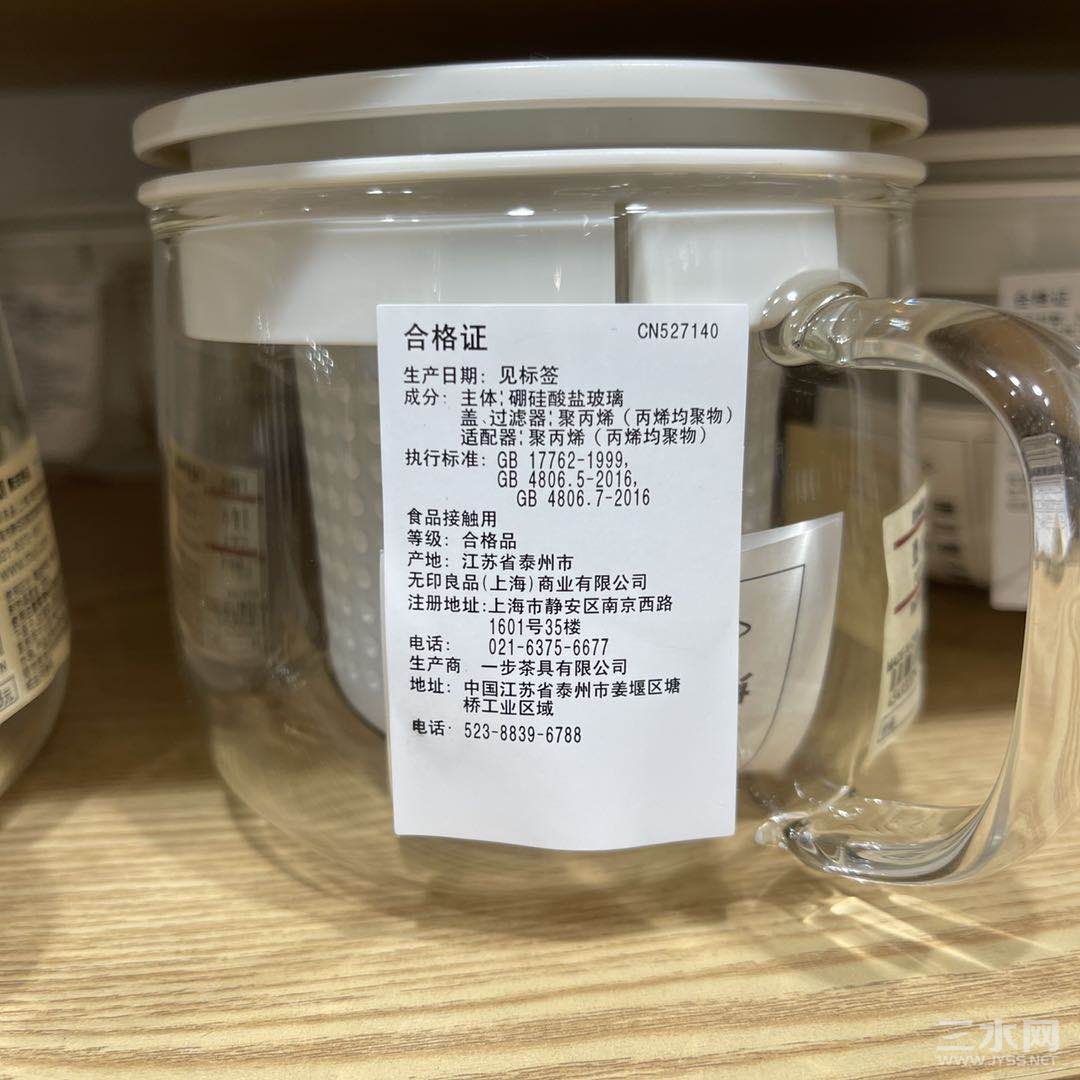 合格证 CN527140
生产日期: 见标签
成分: 主体: 硼硅酸盐玻璃
盖、过滤器: 聚丙烯 (丙烯均聚物)
适配器: 聚丙烯 (丙烯均聚物)
执行标准: GB 17762-1999,
GB 4806.5-2016,
GB 4806.7-2016
食品接触用
等级: 合格品
产地: 江苏省泰州市
无印良品(上海)商业有限公司
注册地址:上海市静安区南京西路
1601号35楼
电话: 021-6375-6677
生产商 一步茶具有限公司
地址: 中国江苏省泰州市姜堰区塘
桥工业区域
电话: 523-8839-6788
合格证
三水网
WWW.JYSS.NET